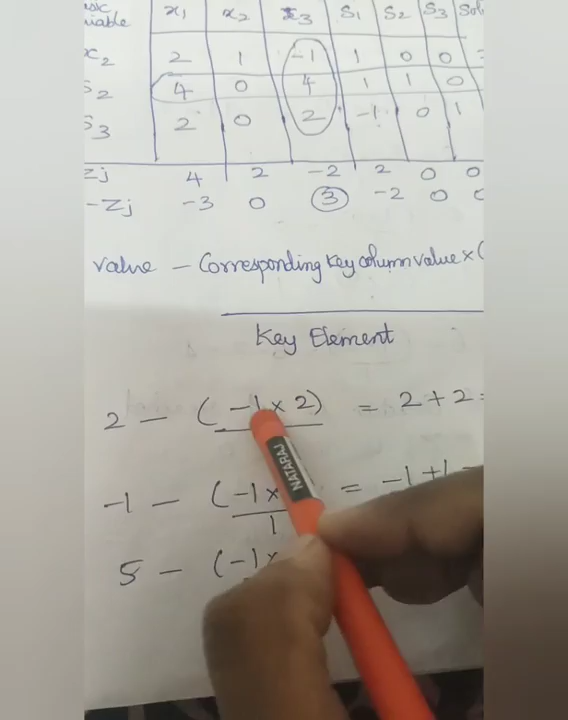 x₁ x₂ x₃ S₁ S₂ S₃ Sol
riable
x₂ 2 1 -1 1 0 0
S₂ 4 0 4 1 1 0
S₃ 2 0 2 -1 0 1
Zj 4 2 -2 2 0 0
-Zj -3 0 3 -2 0
value - Corresponding key column value × (
Key Element
2 - (-1 × 2) = 2 + 2 =
-1 - (-1 × = -1 + 1
1
5 - (-1 ×
NATARAJ